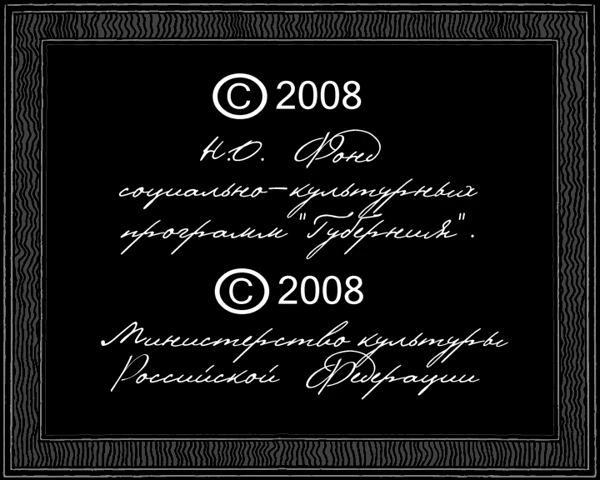 © 2008
Н.О. Фонд
социально-культурных
программ "Губерния".
© 2008
Министерство культуры
Российской Федерации